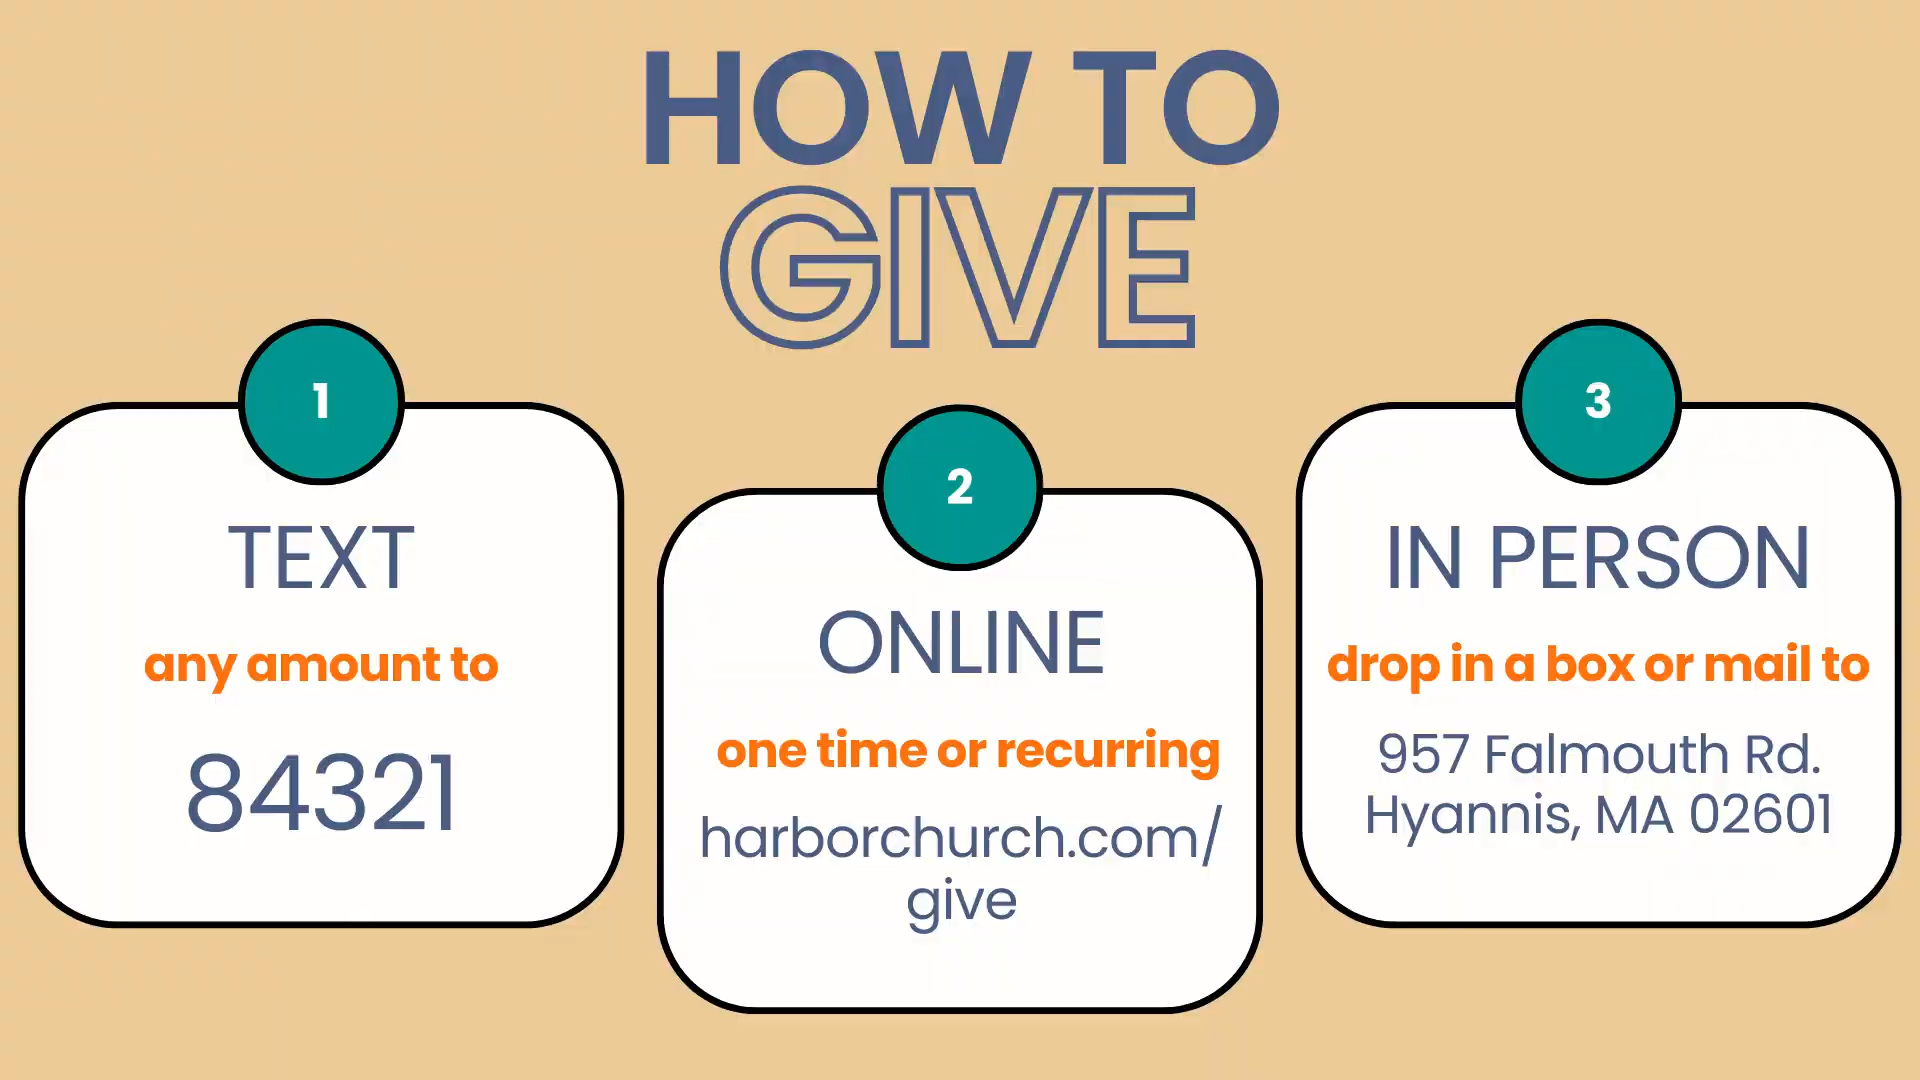 HOW TO
GIVE
1
TEXT
any amount to
84321
2
ONLINE
one time or recurring
harborchurch.com/
give
3
IN PERSON
drop in a box or mail to
957 Falmouth Rd.
Hyannis, MA 02601